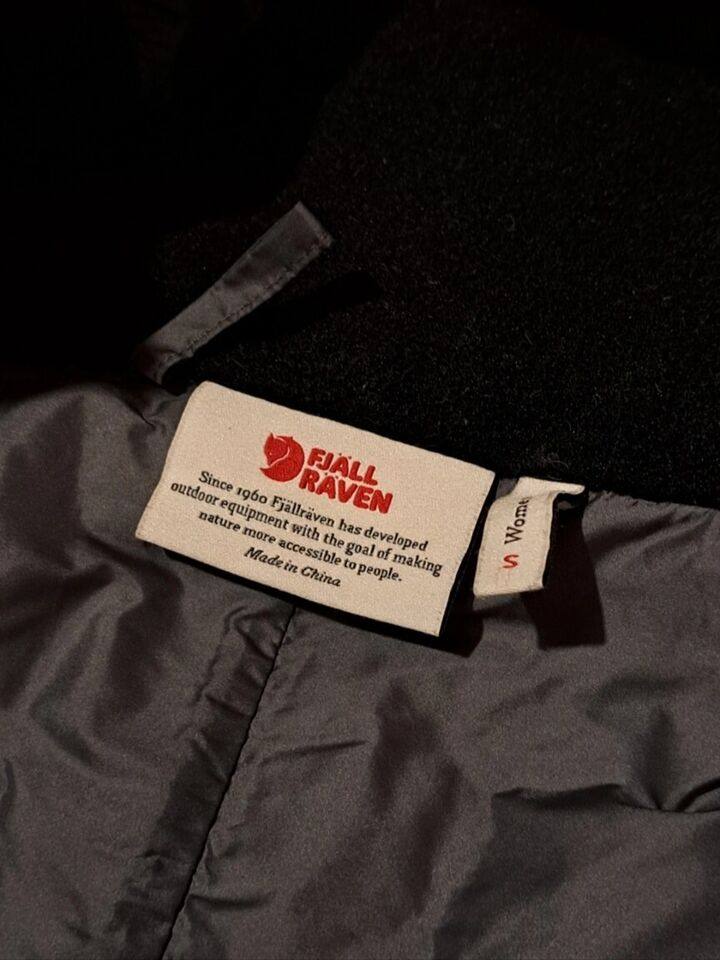 FJÄLL
RÄVEN
Since 1960 Fjällräven has developed
outdoor equipment with the goal of making
nature more accessible to people.
Made in China
Wome
S